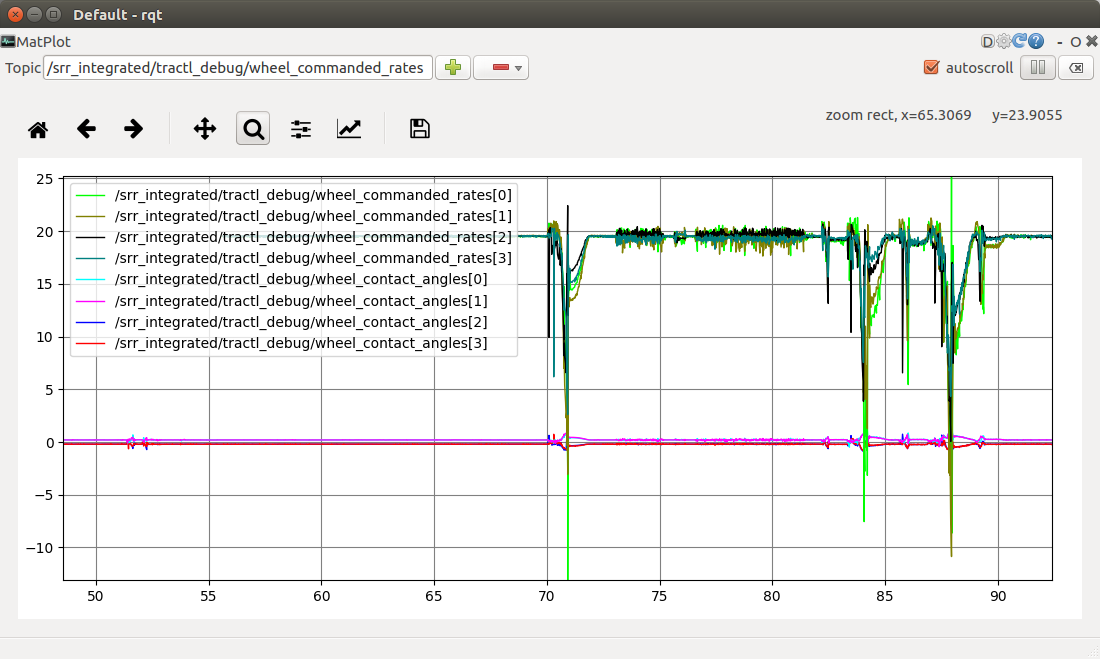 Default - rqt
MatPlot
D
- O
Topic /srr_integrated/tractl_debug/wheel_commanded_rates
autoscroll
zoom rect, x=65.3069 y=23.9055
/srr_integrated/tractl_debug/wheel_commanded_rates[0]
/srr_integrated/tractl_debug/wheel_commanded_rates[1]
/srr_integrated/tractl_debug/wheel_commanded_rates[2]
/srr_integrated/tractl_debug/wheel_commanded_rates[3]
/srr_integrated/tractl_debug/wheel_contact_angles[0]
/srr_integrated/tractl_debug/wheel_contact_angles[1]
/srr_integrated/tractl_debug/wheel_contact_angles[2]
/srr_integrated/tractl_debug/wheel_contact_angles[3]
25
20
15
10
5
0
−5
−10
50 55 60 65 70 75 80 85 90